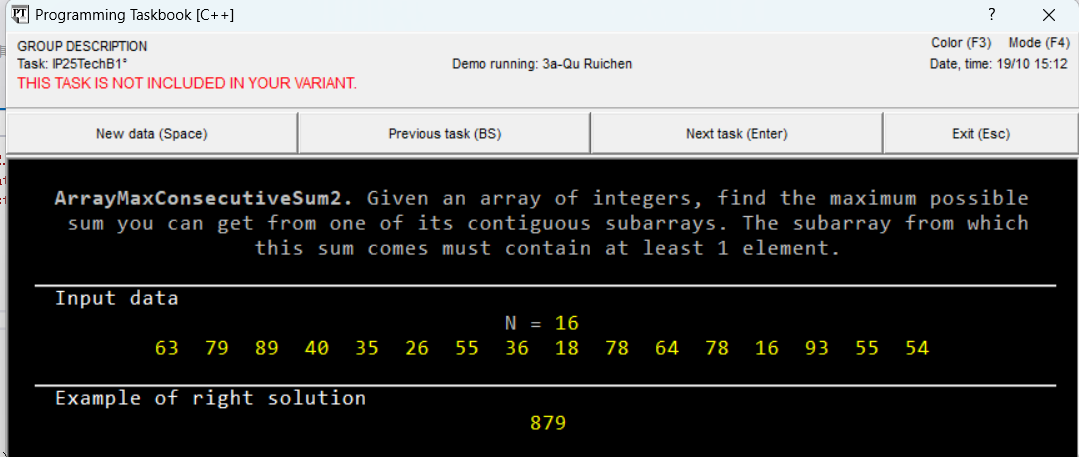 Programming Taskbook [C++]
GROUP DESCRIPTION
Color (F3) Mode (F4)
Task: IP25TechB1°
Demo running: 3a-Qu Ruichen
Date, time: 19/10 15:12
THIS TASK IS NOT INCLUDED IN YOUR VARIANT.
New data (Space) Previous task (BS) Next task (Enter) Exit (Esc)
ArrayMaxConsecutiveSum2. Given an array of integers, find the maximum possible
sum you can get from one of its contiguous subarrays. The subarray from which
this sum comes must contain at least 1 element.
Input data
N = 16
63 79 89 40 35 26 55 36 18 78 64 78 16 93 55 54
Example of right solution
879